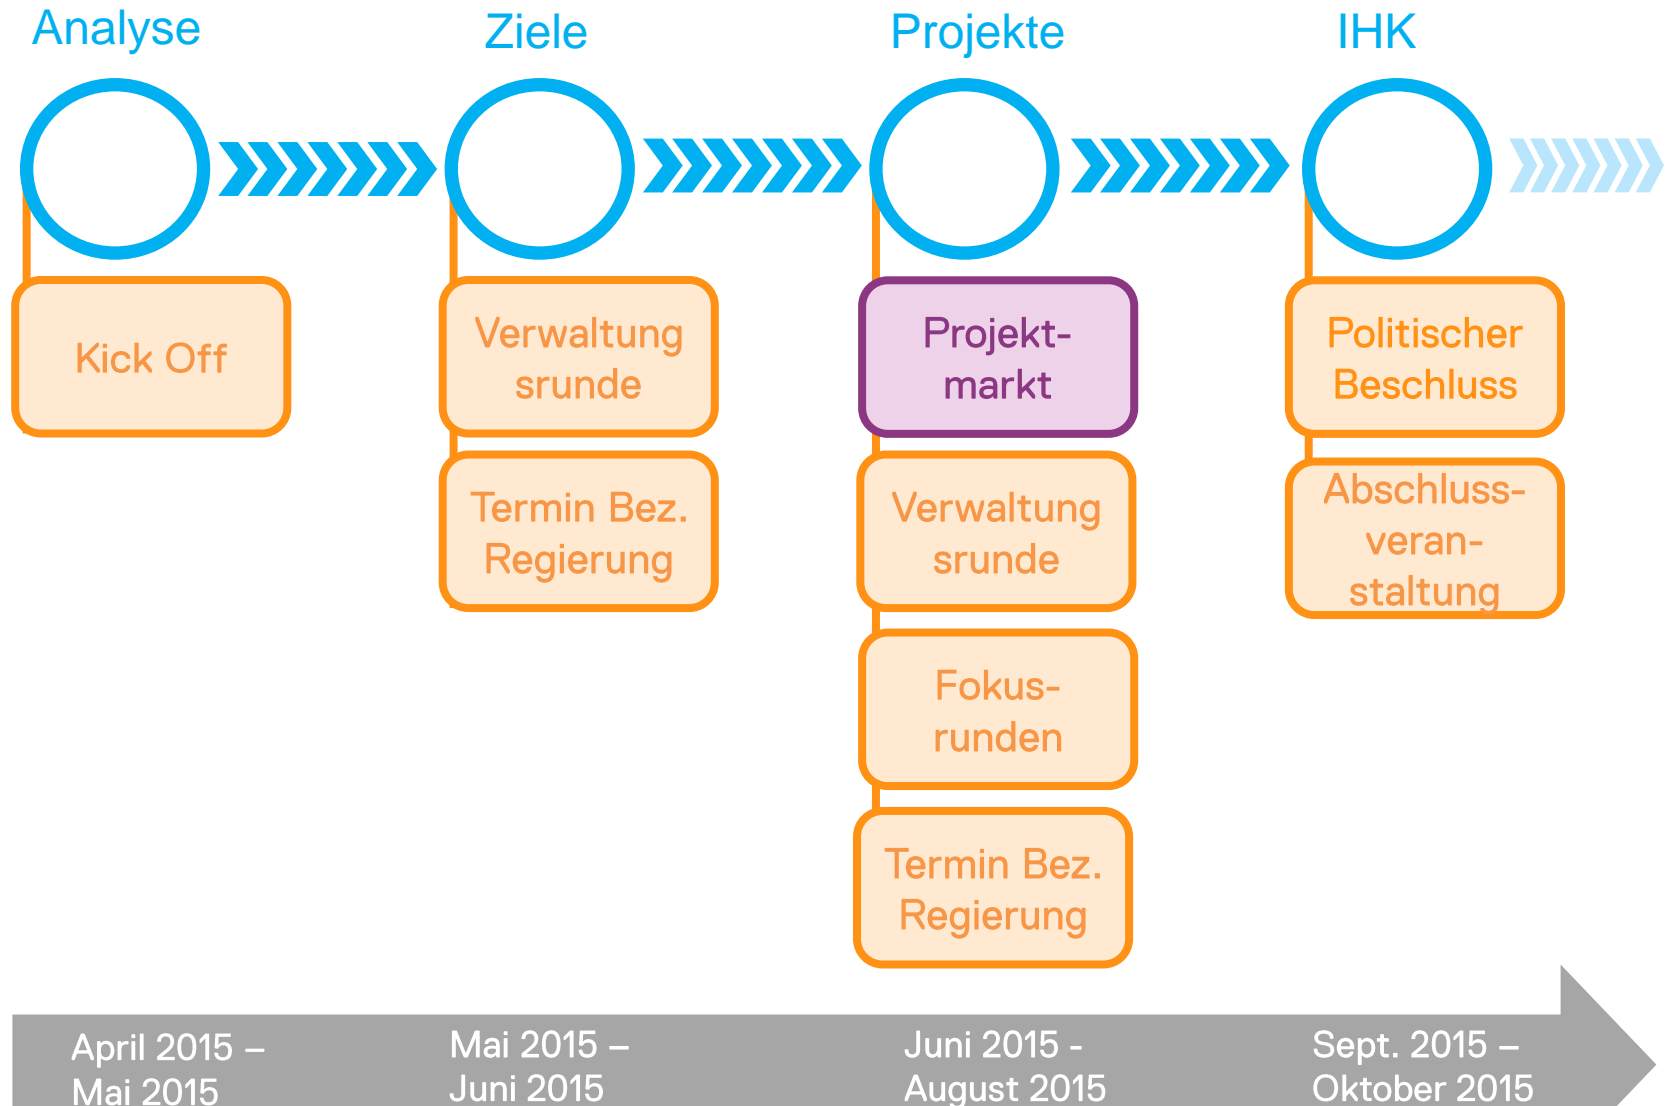 Analyse
Ziele
Projekte
IHK
Kick Off
Verwaltung
srunde
Termin Bez.
Regierung
Projekt-
markt
Verwaltung
srunde
Fokus-
runden
Termin Bez.
Regierung
Politischer
Beschluss
Abschluss-
veran-
staltung
April 2015 –
Mai 2015
Mai 2015 –
Juni 2015
Juni 2015 -
August 2015
Sept. 2015 –
Oktober 2015